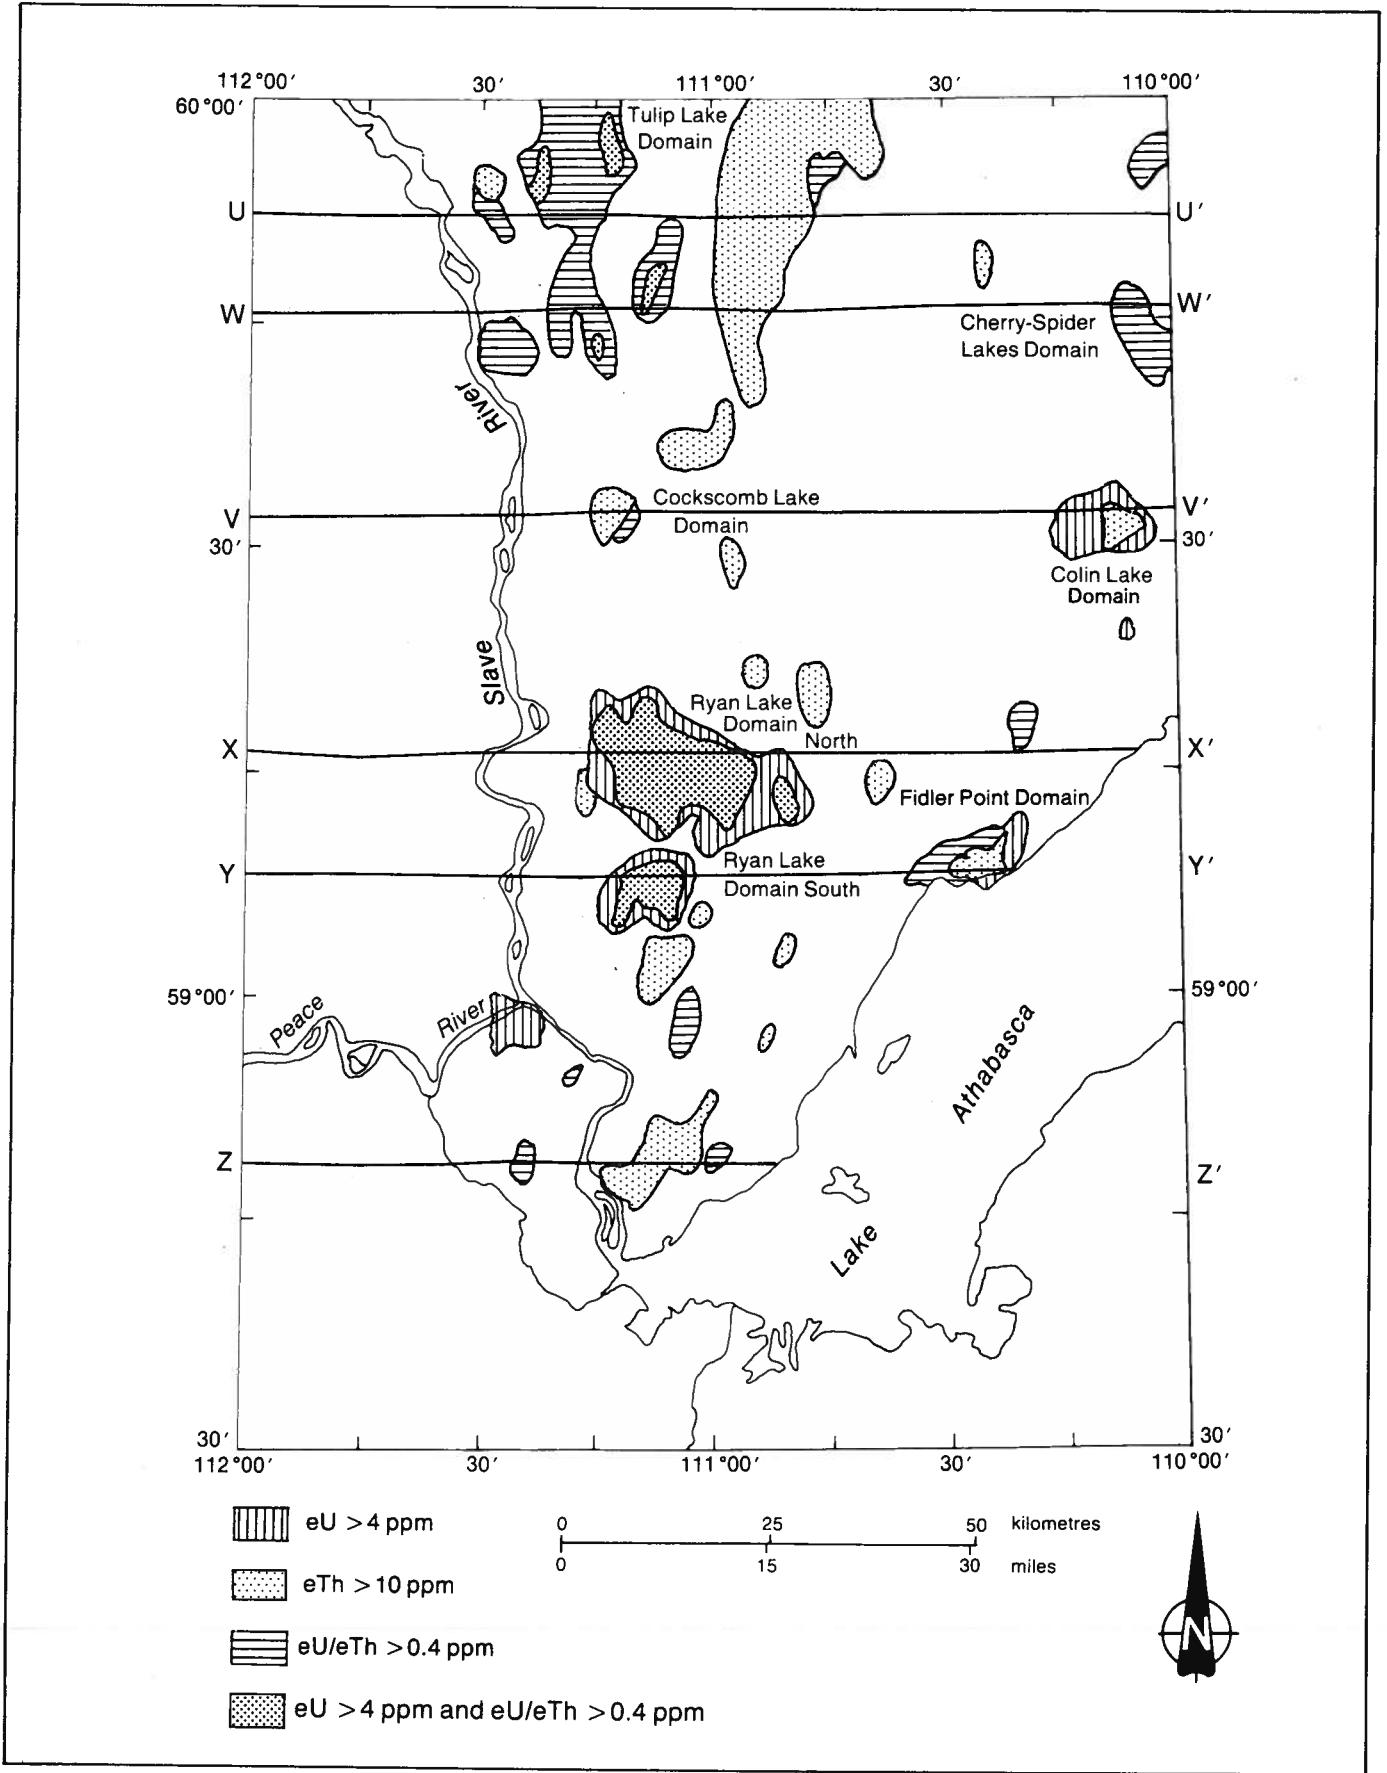 112°00′ 30′ 111°00′ 30′ 110°00′
60°00′
Tulip Lake
Domain
U U′
W W′
Cherry-Spider
Lakes Domain
River
Cockscomb Lake
Domain
V V′
30′ 30′
Colin Lake
Domain
Slave
Ryan Lake
Domain
North
X X′
Fidler Point Domain
Ryan Lake
Domain South
Y Y′
59°00′ 59°00′
Peace
River
Athabasca
Z Z′
Lake
30′ 30′
112°00′ 30′ 111°00′ 30′ 110°00′
eU >4 ppm
0 25 50 kilometres
0 15 30 miles
eTh >10 ppm
eU/eTh >0.4 ppm
N
eU >4 ppm and eU/eTh >0.4 ppm